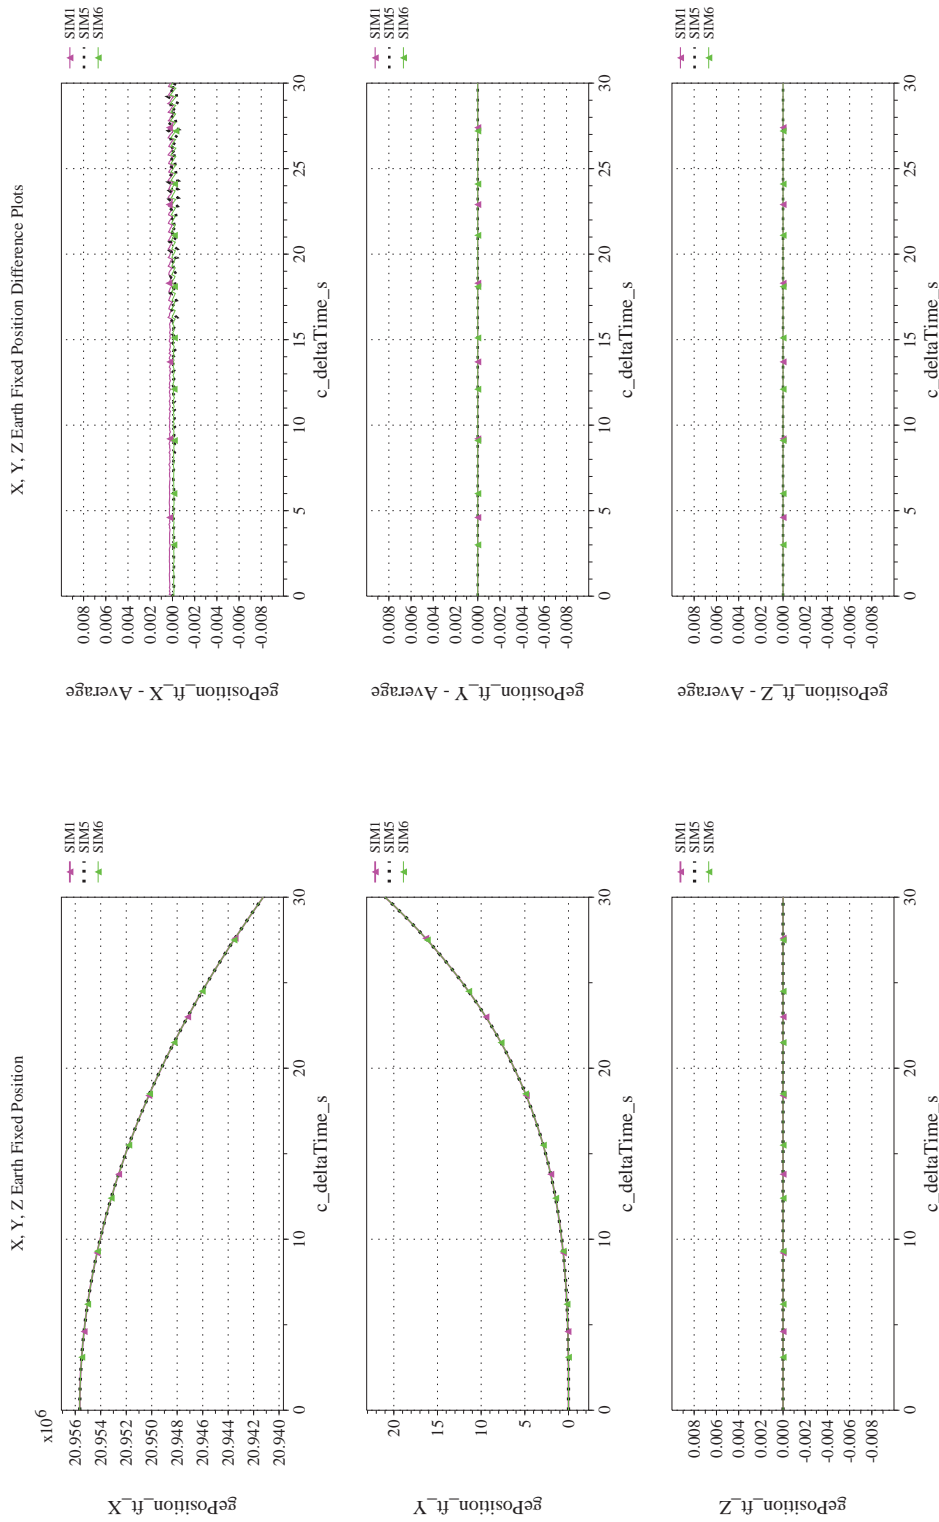 X, Y, Z Earth Fixed Position
x10⁶
20.956
20.954
20.952
20.950
20.948
20.946
20.944
20.942
20.940
gePosition_ft_X
0
10
20
30
c_deltaTime_s
SIM1
SIM5
SIM6
20
15
10
5
0
gePosition_ft_Y
0
10
20
30
c_deltaTime_s
SIM1
SIM5
SIM6
0.008
0.006
0.004
0.002
0.000
-0.002
-0.004
-0.006
-0.008
gePosition_ft_Z
0
10
20
30
c_deltaTime_s
SIM1
SIM5
SIM6
X, Y, Z Earth Fixed Position Difference Plots
0.008
0.006
0.004
0.002
0.000
-0.002
-0.004
-0.006
-0.008
gePosition_ft_X - Average
0
5
10
15
20
25
30
c_deltaTime_s
SIM1
SIM5
SIM6
0.008
0.006
0.004
0.002
0.000
-0.002
-0.004
-0.006
-0.008
gePosition_ft_Y - Average
0
5
10
15
20
25
30
c_deltaTime_s
SIM1
SIM5
SIM6
0.008
0.006
0.004
0.002
0.000
-0.002
-0.004
-0.006
-0.008
gePosition_ft_Z - Average
0
5
10
15
20
25
30
c_deltaTime_s
SIM1
SIM5
SIM6